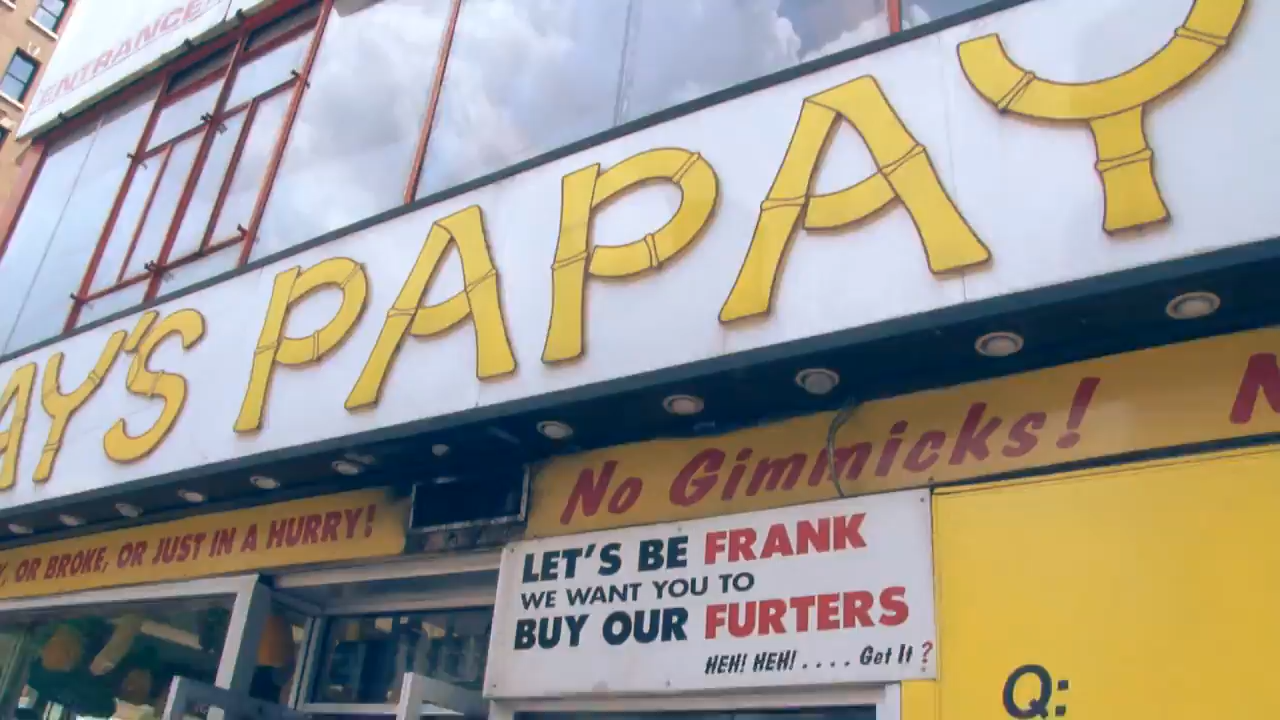 ENTRANCE
AY'S PAPAY
, OR BROKE, OR JUST IN A HURRY!
No Gimmicks!
N
LET'S BE FRANK
WE WANT YOU TO
BUY OUR FURTERS
HEH! HEH! .... Get It?
Q: